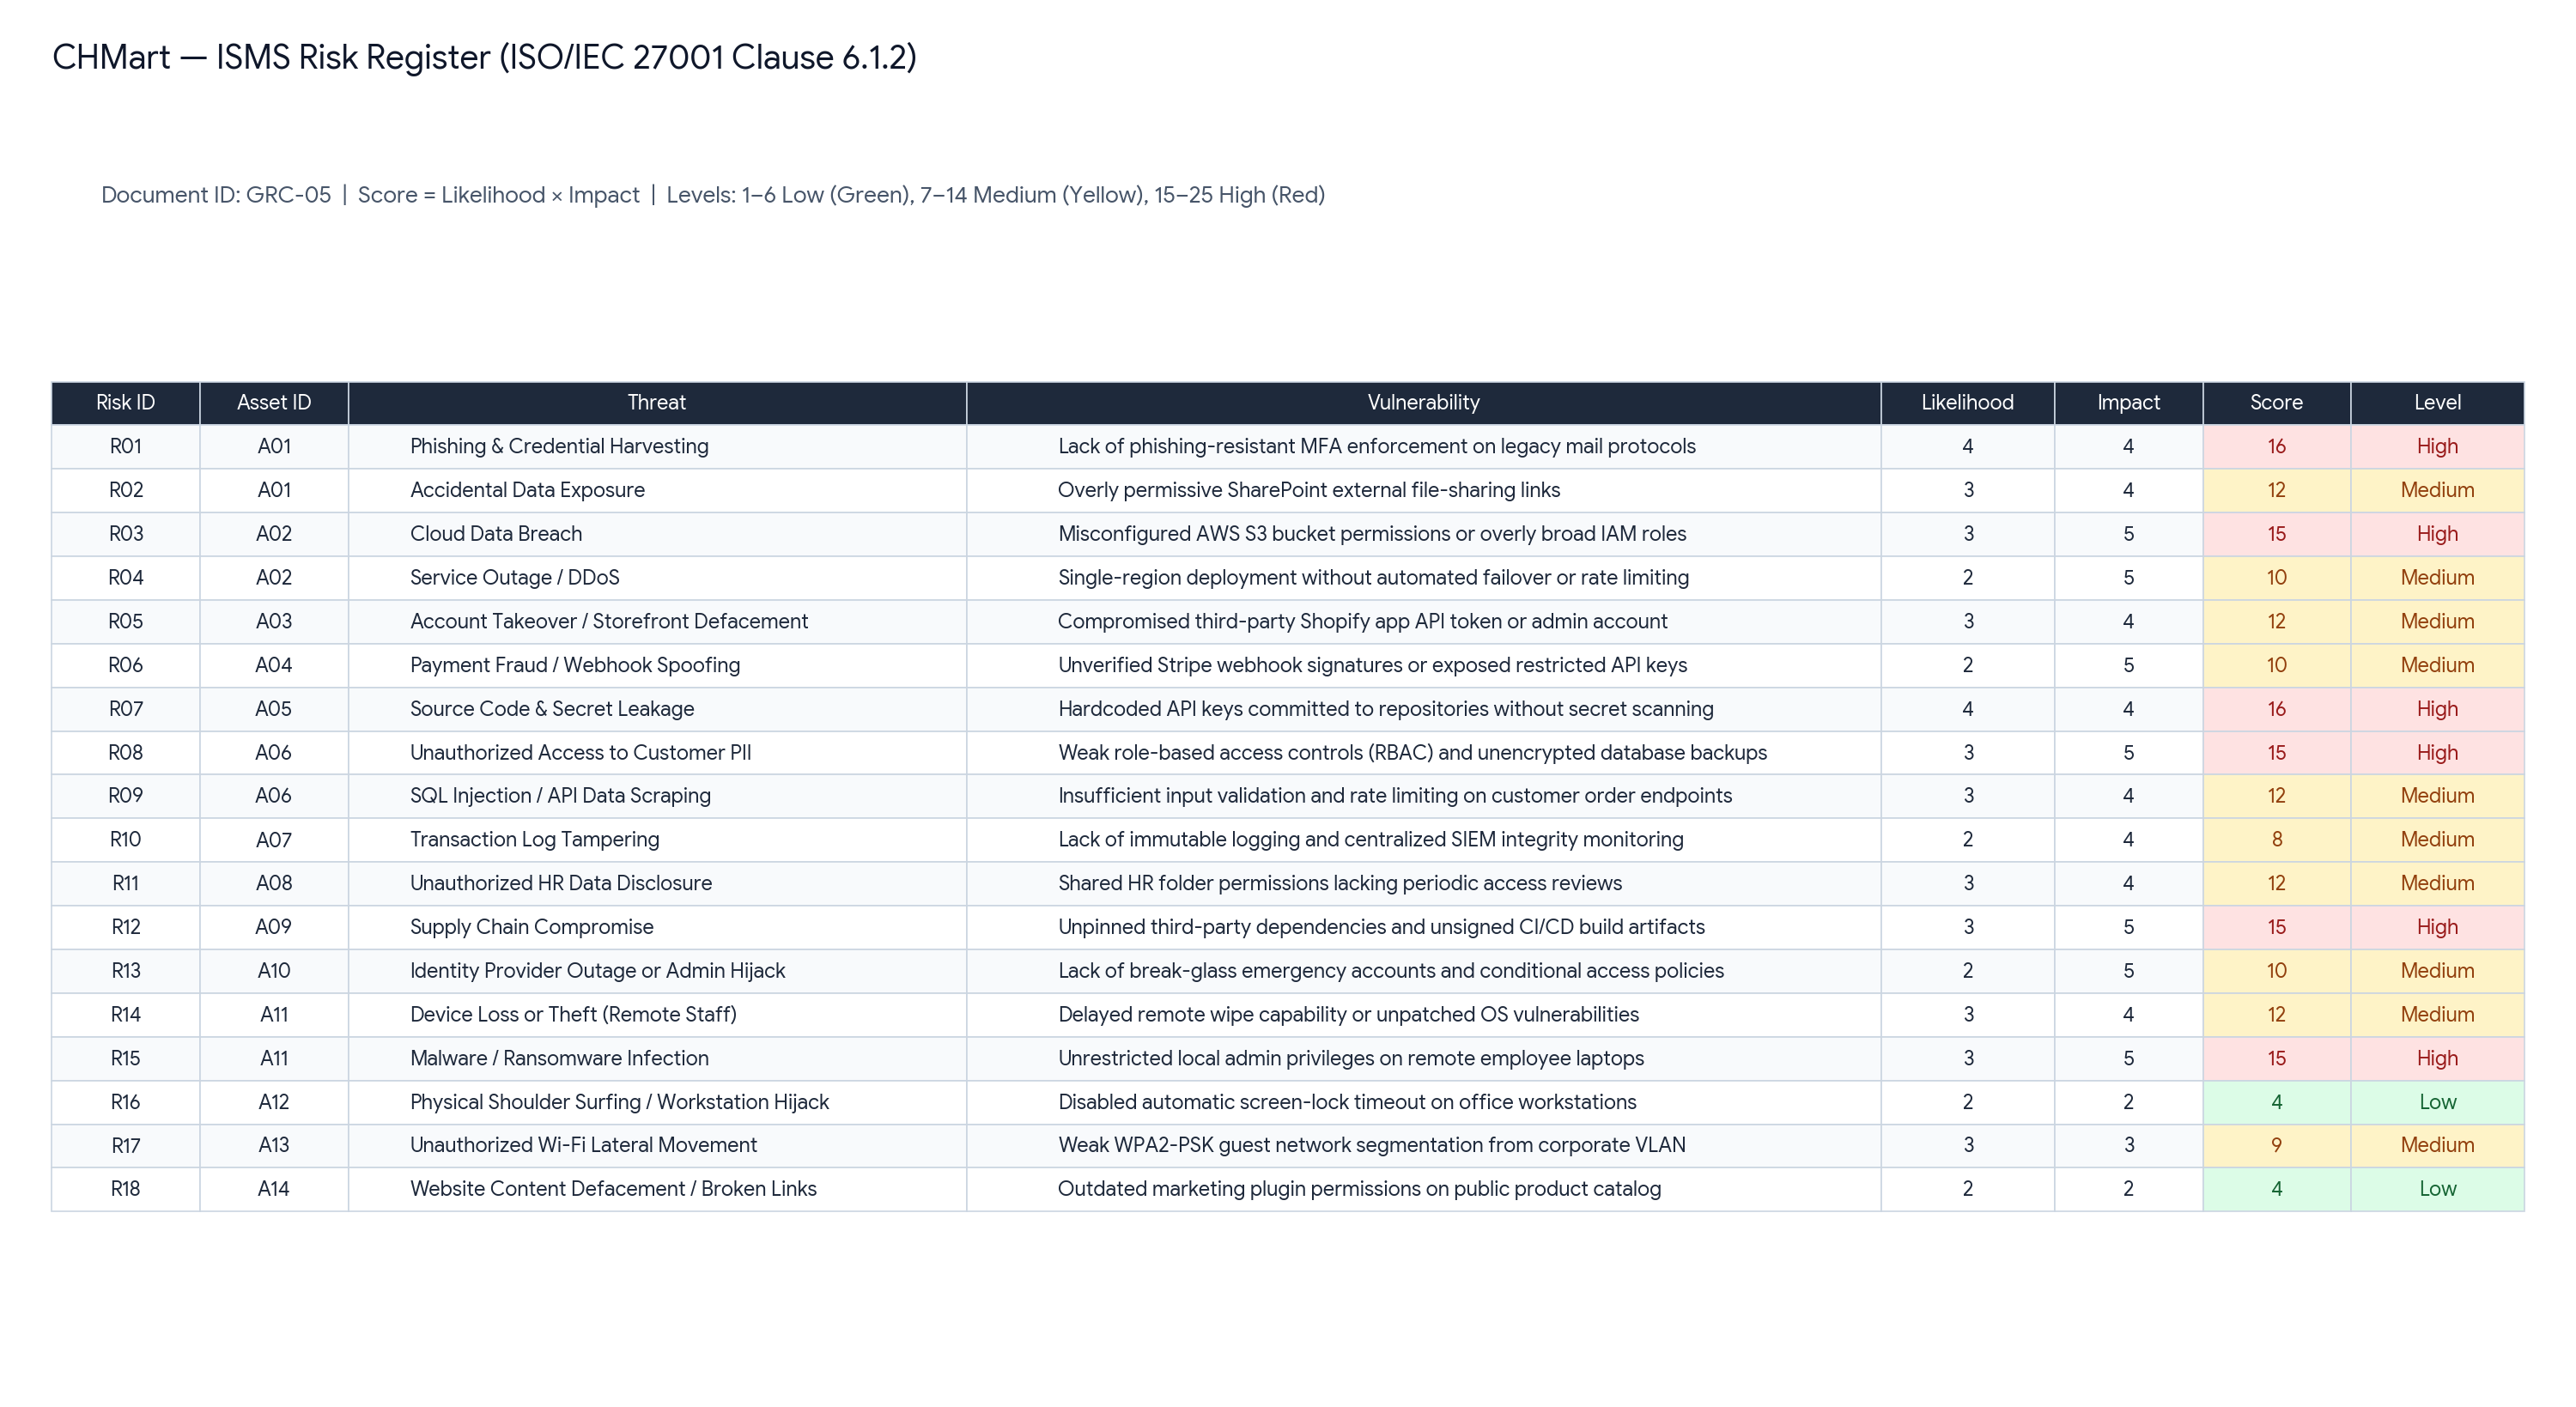 CHMart — ISMS Risk Register (ISO/IEC 27001 Clause 6.1.2)
Document ID: GRC-05 | Score = Likelihood × Impact | Levels: 1–6 Low (Green), 7–14 Medium (Yellow), 15–25 High (Red)
Risk ID Asset ID Threat Vulnerability Likelihood Impact Score Level
R01 A01 Phishing & Credential Harvesting Lack of phishing-resistant MFA enforcement on legacy mail protocols 4 4 16 High
R02 A01 Accidental Data Exposure Overly permissive SharePoint external file-sharing links 3 4 12 Medium
R03 A02 Cloud Data Breach Misconfigured AWS S3 bucket permissions or overly broad IAM roles 3 5 15 High
R04 A02 Service Outage / DDoS Single-region deployment without automated failover or rate limiting 2 5 10 Medium
R05 A03 Account Takeover / Storefront Defacement Compromised third-party Shopify app API token or admin account 3 4 12 Medium
R06 A04 Payment Fraud / Webhook Spoofing Unverified Stripe webhook signatures or exposed restricted API keys 2 5 10 Medium
R07 A05 Source Code & Secret Leakage Hardcoded API keys committed to repositories without secret scanning 4 4 16 High
R08 A06 Unauthorized Access to Customer PII Weak role-based access controls (RBAC) and unencrypted database backups 3 5 15 High
R09 A06 SQL Injection / API Data Scraping Insufficient input validation and rate limiting on customer order endpoints 3 4 12 Medium
R10 A07 Transaction Log Tampering Lack of immutable logging and centralized SIEM integrity monitoring 2 4 8 Medium
R11 A08 Unauthorized HR Data Disclosure Shared HR folder permissions lacking periodic access reviews 3 4 12 Medium
R12 A09 Supply Chain Compromise Unpinned third-party dependencies and unsigned CI/CD build artifacts 3 5 15 High
R13 A10 Identity Provider Outage or Admin Hijack Lack of break-glass emergency accounts and conditional access policies 2 5 10 Medium
R14 A11 Device Loss or Theft (Remote Staff) Delayed remote wipe capability or unpatched OS vulnerabilities 3 4 12 Medium
R15 A11 Malware / Ransomware Infection Unrestricted local admin privileges on remote employee laptops 3 5 15 High
R16 A12 Physical Shoulder Surfing / Workstation Hijack Disabled automatic screen-lock timeout on office workstations 2 2 4 Low
R17 A13 Unauthorized Wi-Fi Lateral Movement Weak WPA2-PSK guest network segmentation from corporate VLAN 3 3 9 Medium
R18 A14 Website Content Defacement / Broken Links Outdated marketing plugin permissions on public product catalog 2 2 4 Low